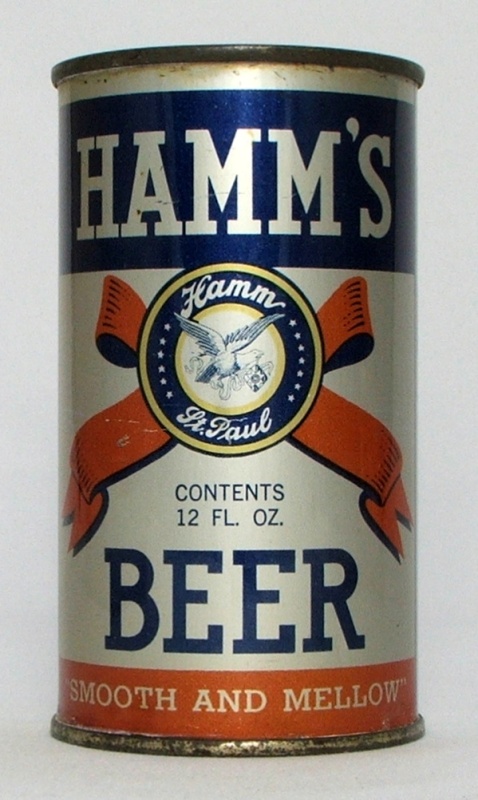 HAMM'S
Hamm
St. Paul
CONTENTS
12 FL. OZ.
BEER
"SMOOTH AND MELLOW"